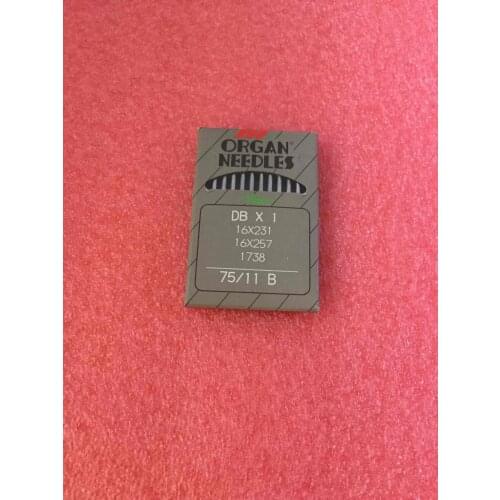 ORGAN®
NEEDLES
DB X 1
16X231
16X257
1738
75/11 B